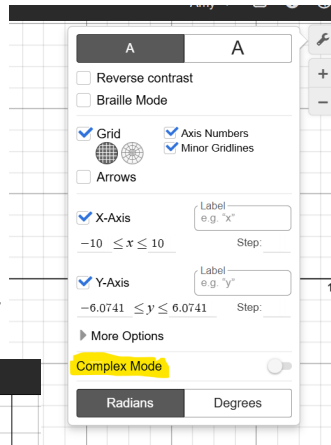 A A
Reverse contrast
Braille Mode
Grid Axis Numbers
Minor Gridlines
Arrows
Label
X-Axis e.g. "x"
−10 ≤ x ≤ 10 Step:
Label
Y-Axis e.g. "y"
−6.0741 ≤ y ≤ 6.0741 Step:
More Options
Complex Mode
Radians Degrees
+
−
1